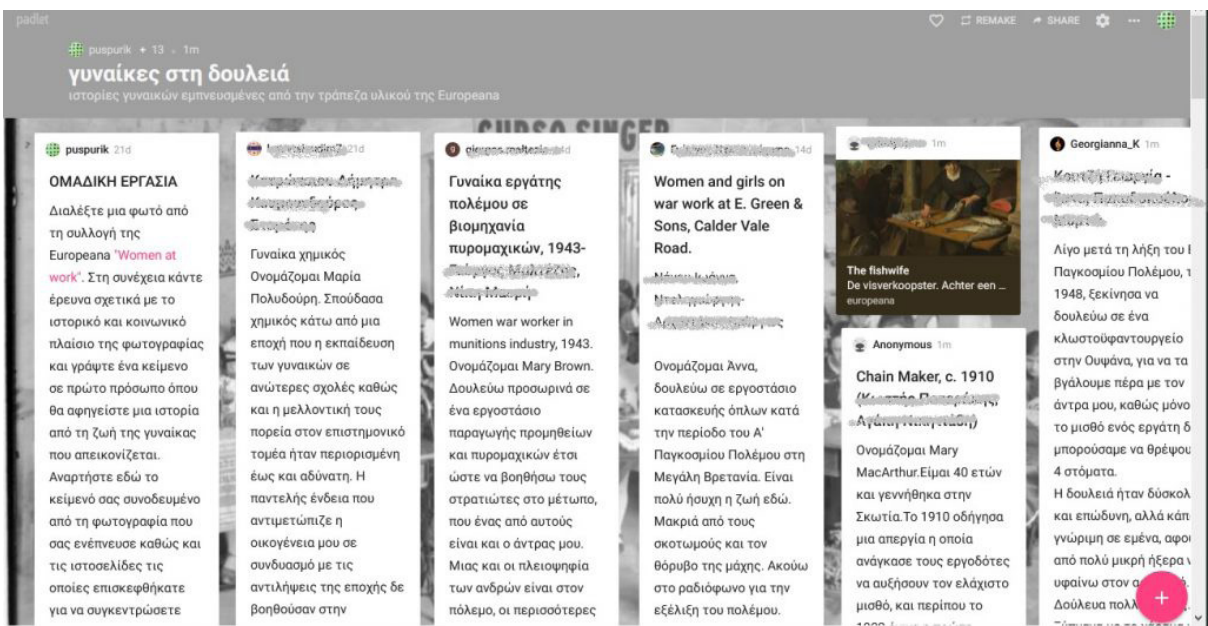 padlet
REMAKE
SHARE
puspurik + 13 . 1m
γυναίκες στη δουλειά
ιστορίες γυναικών εμπνευσμένες από την τράπεζα υλικού της Europeana
CURSO SINGER
puspurik 21d
ΟΜΑΔΙΚΗ ΕΡΓΑΣΙΑ
Διαλέξτε μια φωτό από
τη συλλογή της
Europeana "Women at
work". Στη συνέχεια κάντε
έρευνα σχετικά με το
ιστορικό και κοινωνικό
πλαίσιο της φωτογραφίας
και γράψτε ένα κείμενο
σε πρώτο πρόσωπο όπου
θα αφηγείστε μια ιστορία
από τη ζωή της γυναίκας
που απεικονίζεται.
Αναρτήστε εδώ το
κείμενό σας συνοδευμένο
από τη φωτογραφία που
σας ενέπνευσε καθώς και
τις ιστοσελίδες τις
οποίες επισκεφθήκατε
για να συγκεντρώσετε
21d
Γυναίκα χημικός
Ονομάζομαι Μαρία
Πολυδούρη. Σπούδασα
χημικός κάτω από μια
εποχή που η εκπαίδευση
των γυναικών σε
ανώτερες σχολές καθώς
και η μελλοντική τους
πορεία στον επιστημονικό
τομέα ήταν περιορισμένη
έως και αδύνατη. Η
παντελής ένδεια που
αντιμετώπιζε η
οικογένεια μου σε
συνδυασμό με τις
αντιλήψεις της εποχής δε
βοηθούσαν στην
Γυναίκα εργάτης
πολέμου σε
βιομηχανία
πυρομαχικών, 1943-
Women war worker in
munitions industry, 1943.
Ονομάζομαι Mary Brown.
Δουλεύω προσωρινά σε
ένα εργοστάσιο
παραγωγής προμηθείων
και πυρομαχικών έτσι
ώστε να βοηθήσω τους
στρατιώτες στο μέτωπο,
που ένας από αυτούς
είναι και ο άντρας μου.
Μιας και οι πλειοψηφία
των ανδρών είναι στον
πόλεμο, οι περισσότερες
14d
Women and girls on
war work at E. Green &
Sons, Calder Vale
Road.
Ονομάζομαι Άννα,
δουλεύω σε εργοστάσιο
κατασκευής όπλων κατά
την περίοδο του Α'
Παγκοσμίου Πολέμου στη
Μεγάλη Βρετανία. Είναι
πολύ ήσυχη η ζωή εδώ.
Μακριά από τους
σκοτωμούς και τον
θόρυβο της μάχης. Ακούω
στο ραδιόφωνο για την
εξέλιξη του πολέμου.
1m
The fishwife
De visverkoopster. Achter een ...
europeana
Anonymous 1m
Chain Maker, c. 1910
Ονομάζομαι Mary
MacArthur.Είμαι 40 ετών
και γεννήθηκα στην
Σκωτία.Το 1910 οδήγησα
μια απεργία η οποία
ανάγκασε τους εργοδότες
να αυξήσουν τον ελάχιστο
μισθό, και περίπου το
Georgianna_K 1m
Λίγο μετά τη λήξη του
Παγκοσμίου Πολέμου, τ
1948, ξεκίνησα να
δουλεύω σε ένα
κλωστοϋφαντουργείο
στην Ουψάνα, για να τα
βγάλουμε πέρα με τον
άντρα μου, καθώς μόνο
το μισθό ενός εργάτη δ
μπορούσαμε να θρέψου
4 στόματα.
Η δουλειά ήταν δύσκολ
και επώδυνη, αλλά κάπ
γνώριμη σε εμένα, αφο
από πολύ μικρή ήξερα ν
υφαίνω στον
Δούλευα πολλ